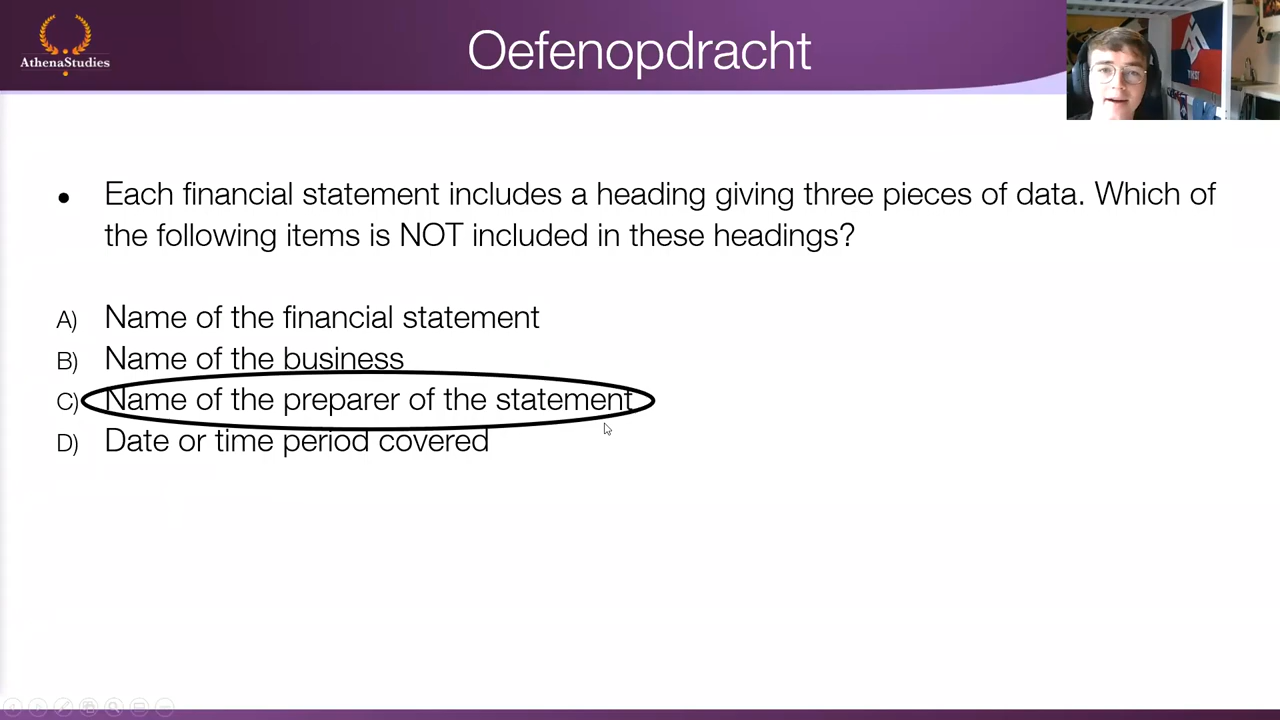 AthenaStudies
Oefenopdracht
• Each financial statement includes a heading giving three pieces of data. Which of
the following items is NOT included in these headings?
A) Name of the financial statement
B) Name of the business
C) Name of the preparer of the statement
D) Date or time period covered